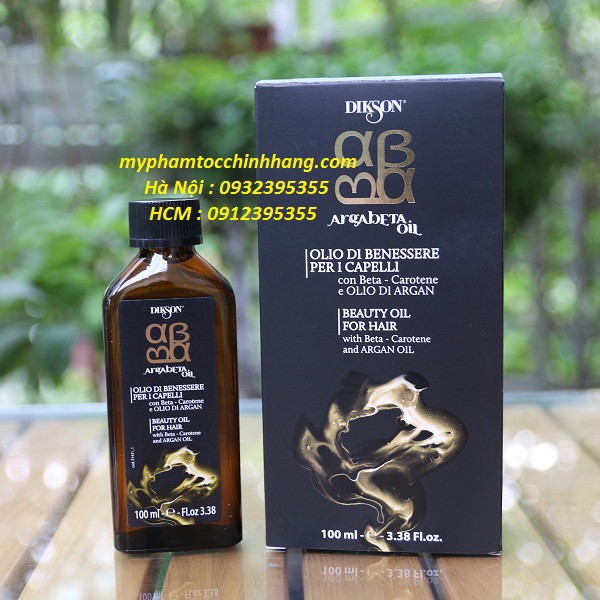 DIKSON®
αβ
βα
myphamtocchinhhang.com
Hà Nội : 0932395355
HCM : 0912395355
ArgabETA
Oil
OLIO DI BENESSERE
PER I CAPELLI
con Beta - Carotene
e OLIO DI ARGAN
BEAUTY OIL
FOR HAIR
with Beta - Carotene
and ARGAN OIL
100 ml - ℮ - 3.38 Fl.oz.
DIKSON
αβ
βα
ArgabETA
Oil
OLIO DI BENESSERE
PER I CAPELLI
con Beta - Carotene
e OLIO DI ARGAN
BEAUTY OIL
FOR HAIR
with Beta - Carotene
and ARGAN OIL
100 ml - ℮ - Fl.oz 3.38